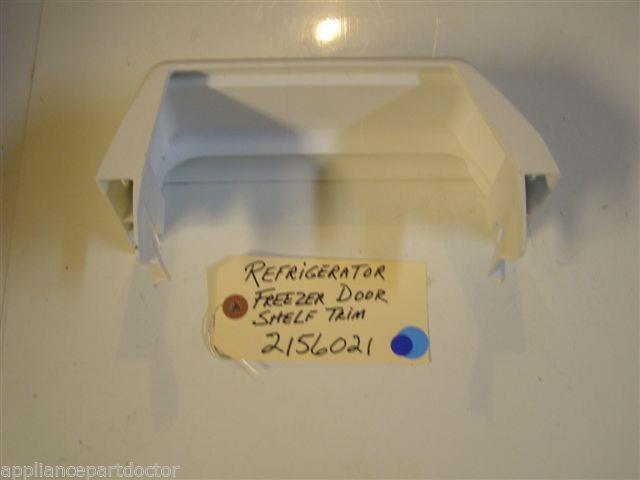 REFRIGERATOR
FREEZER DOOR
SHELF TRIM
2156021
appliancepartdoctor